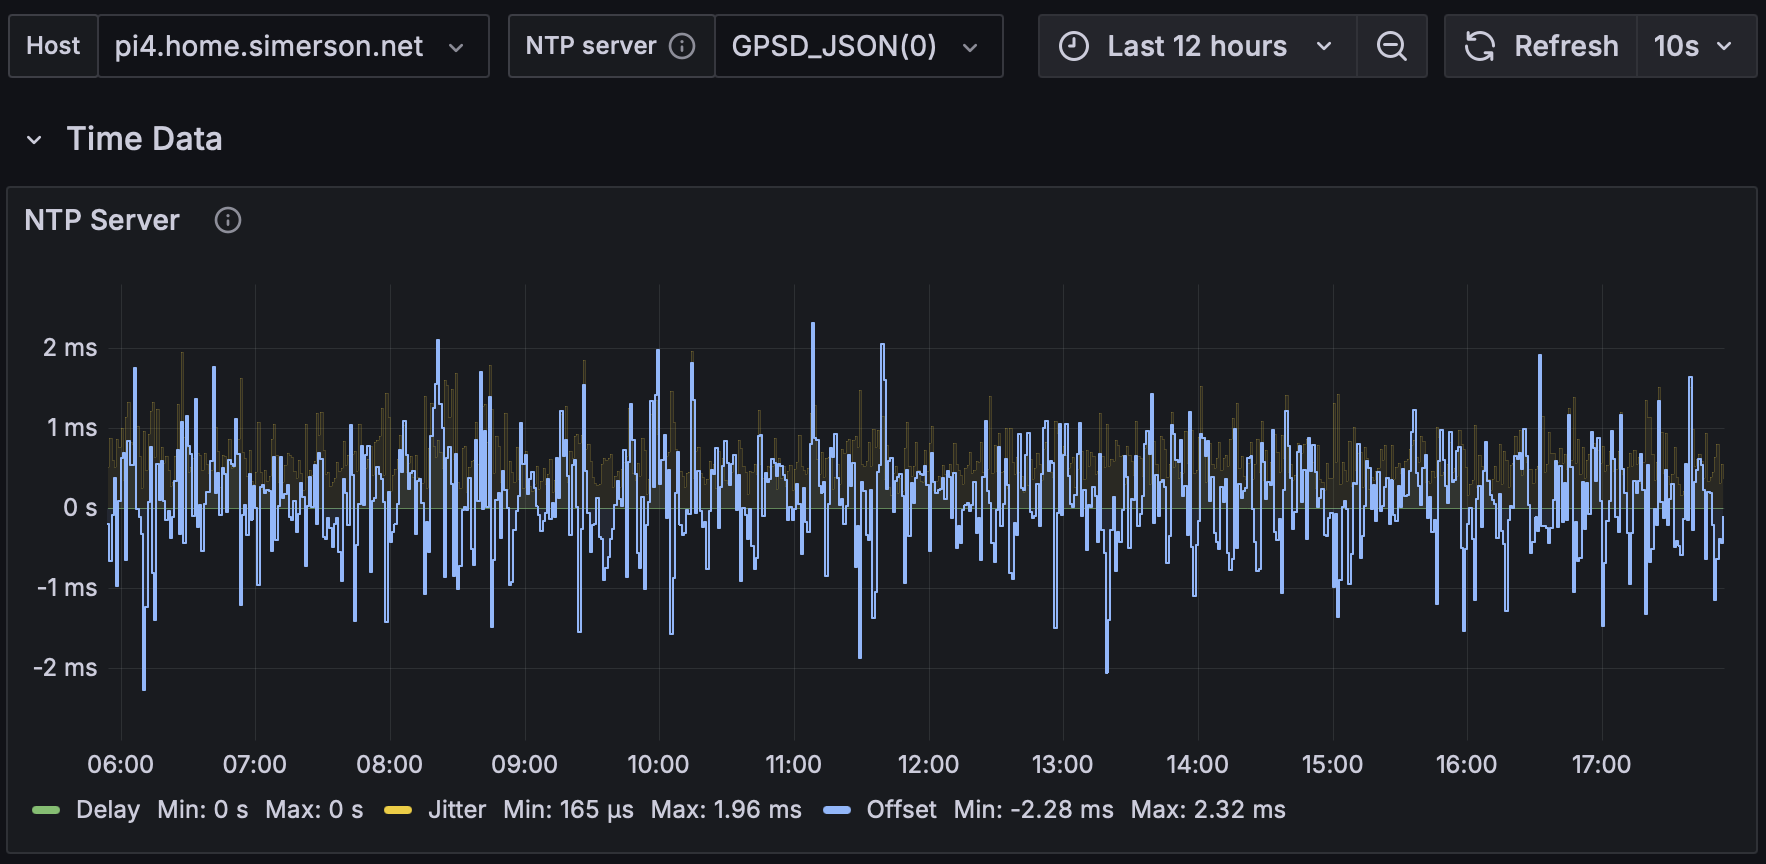 Host pi4.home.simerson.net NTP server GPSD_JSON(0) Last 12 hours Refresh 10s
Time Data
NTP Server
2 ms
1 ms
0 s
-1 ms
-2 ms
06:00 07:00 08:00 09:00 10:00 11:00 12:00 13:00 14:00 15:00 16:00 17:00
Delay Min: 0 s Max: 0 s Jitter Min: 165 µs Max: 1.96 ms Offset Min: -2.28 ms Max: 2.32 ms